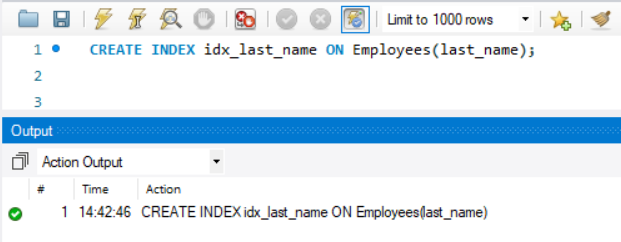 Limit to 1000 rows
1 CREATE INDEX idx_last_name ON Employees(last_name);
2
3
Output
Action Output
# Time Action
1 14:42:46 CREATE INDEX idx_last_name ON Employees(last_name)